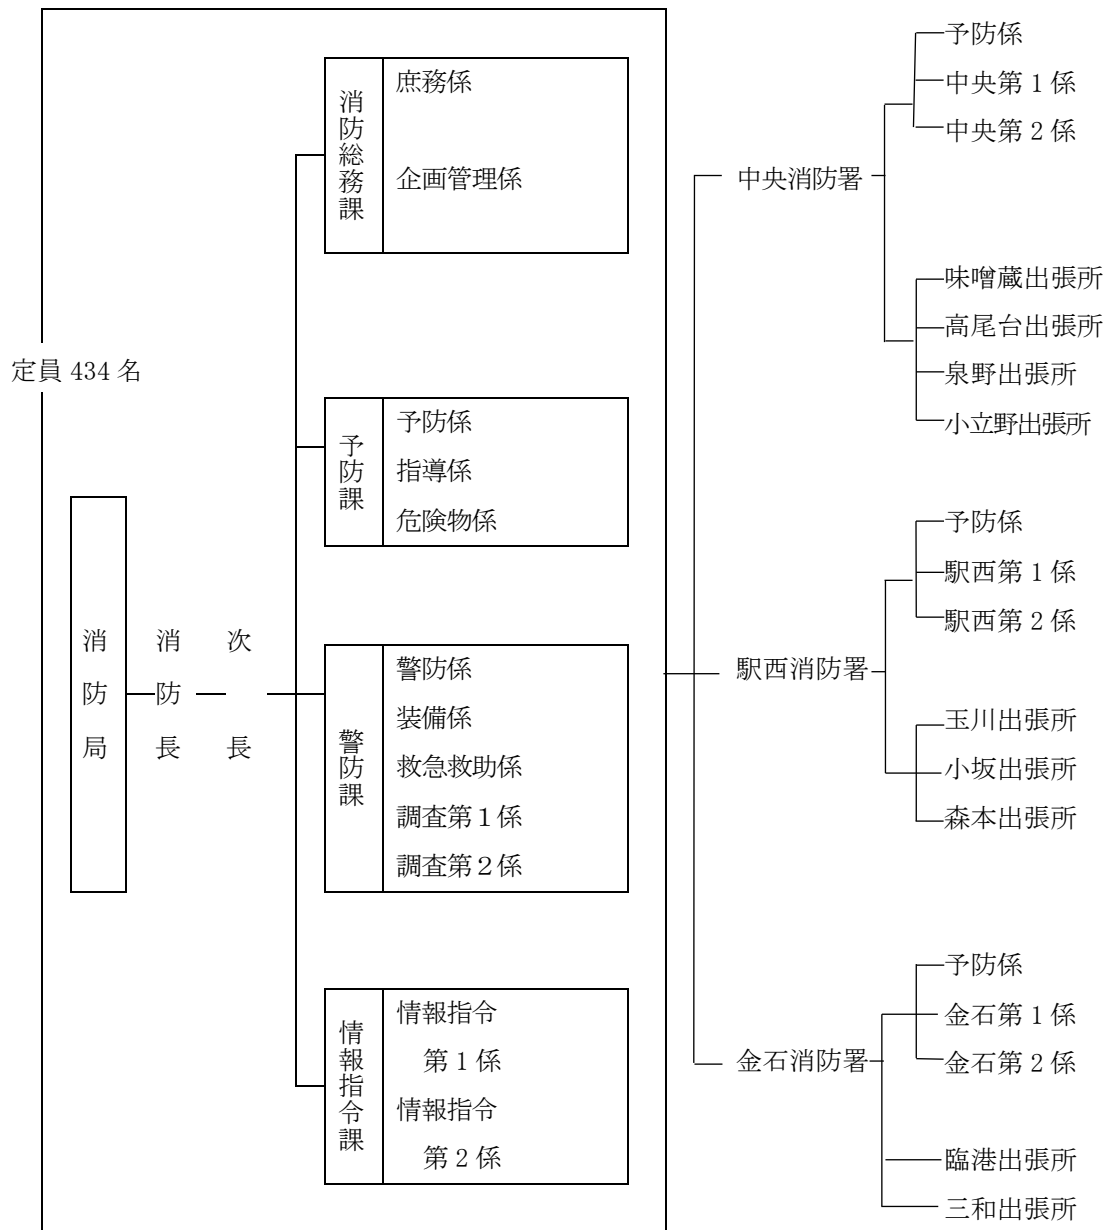 定員 434 名
消防局
消防長
次長
消防総務課
庶務係
企画管理係
予防課
予防係
指導係
危険物係
警防課
警防係
装備係
救急救助係
調査第１係
調査第２係
情報指令課
情報指令
第１係
情報指令
第２係
中央消防署
予防係
中央第 1 係
中央第 2 係
味噌蔵出張所
高尾台出張所
泉野出張所
小立野出張所
駅西消防署
予防係
駅西第 1 係
駅西第 2 係
玉川出張所
小坂出張所
森本出張所
金石消防署
予防係
金石第 1 係
金石第 2 係
臨港出張所
三和出張所